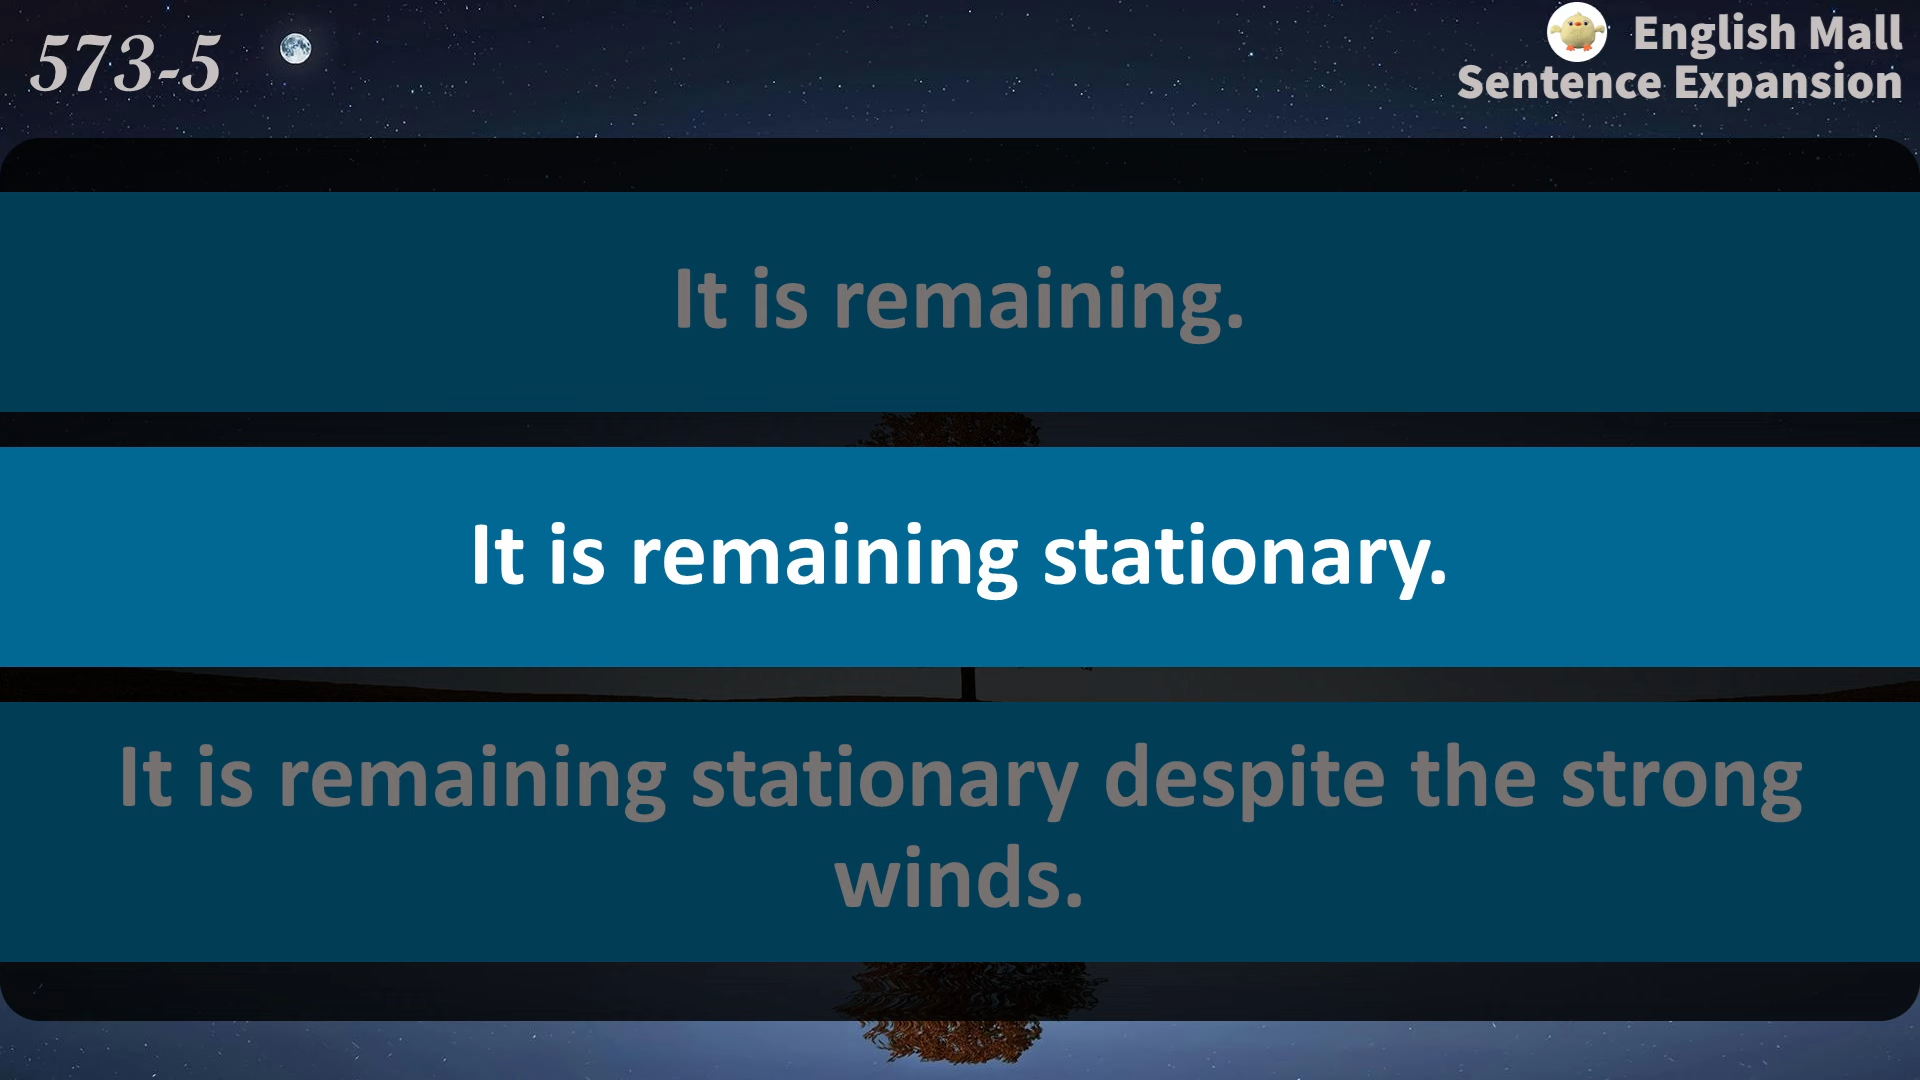 573-5
English Mall
Sentence Expansion
It is remaining.
It is remaining stationary.
It is remaining stationary despite the strong
winds.